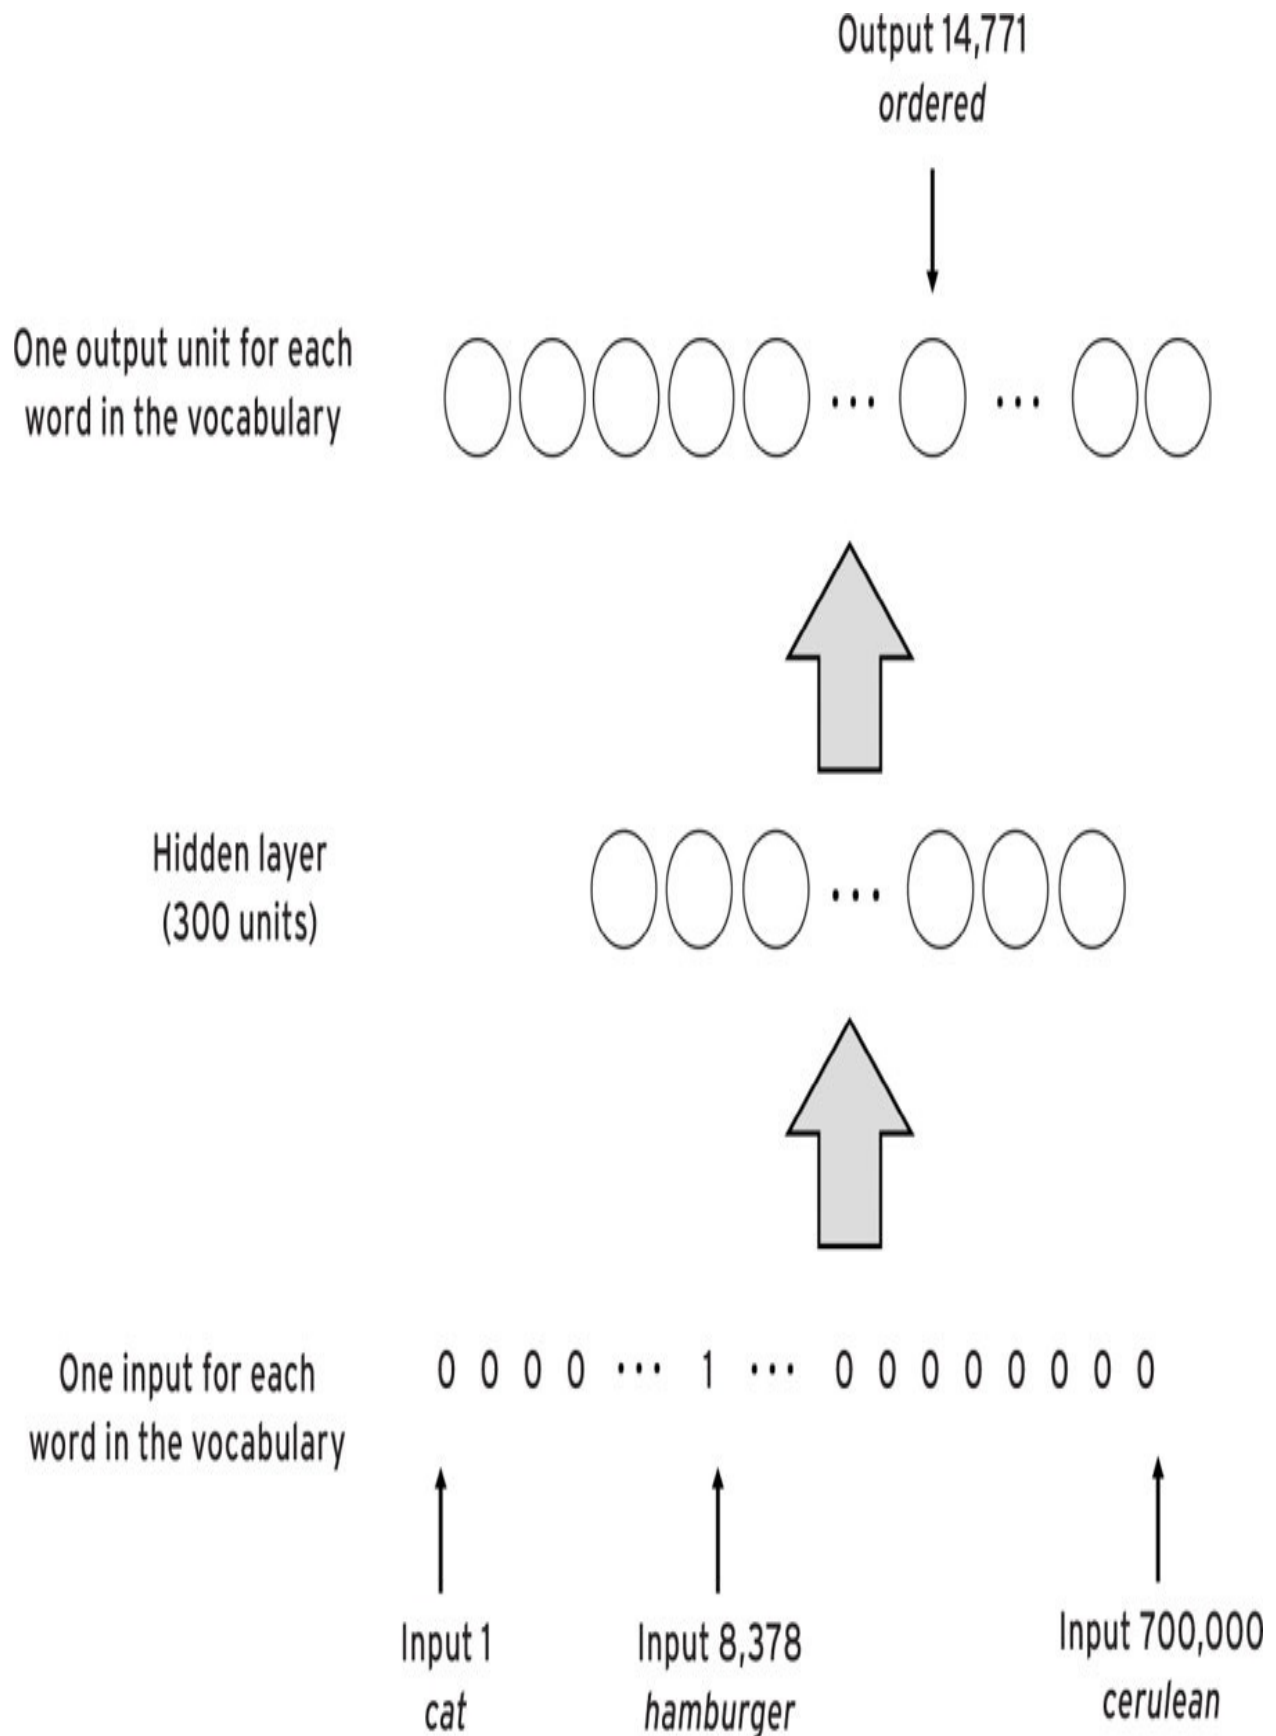 Output 14,771
ordered
One output unit for each
word in the vocabulary
...
...
Hidden layer
(300 units)
...
One input for each
word in the vocabulary
0 0 0 0 ... 1 ... 0 0 0 0 0 0 0 0
Input 1
cat
Input 8,378
hamburger
Input 700,000
cerulean